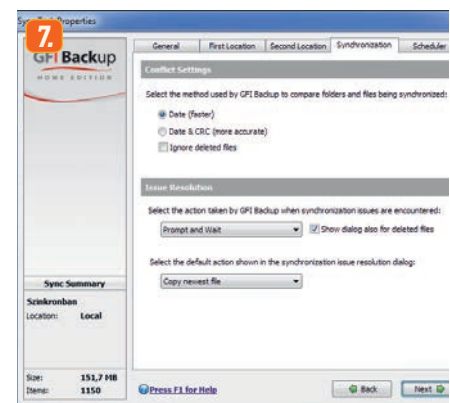 Sync Task Properties
7.
GFI Backup
HOME EDITION
General First Location Second Location Synchronization Scheduler
Conflict Settings
Select the method used by GFI Backup to compare folders and files being synchronized:
Date (faster)
Date & CRC (more accurate)
Ignore deleted files
Issue Resolution
Select the action taken by GFI Backup when synchronization issues are encountered:
Prompt and Wait Show dialog also for deleted files
Select the default action shown in the synchronization issue resolution dialog:
Copy newest file
Sync Summary
Szinkronban
Location: Local
Size: 151,7 MB
Items: 1150
Press F1 for Help
Back Next